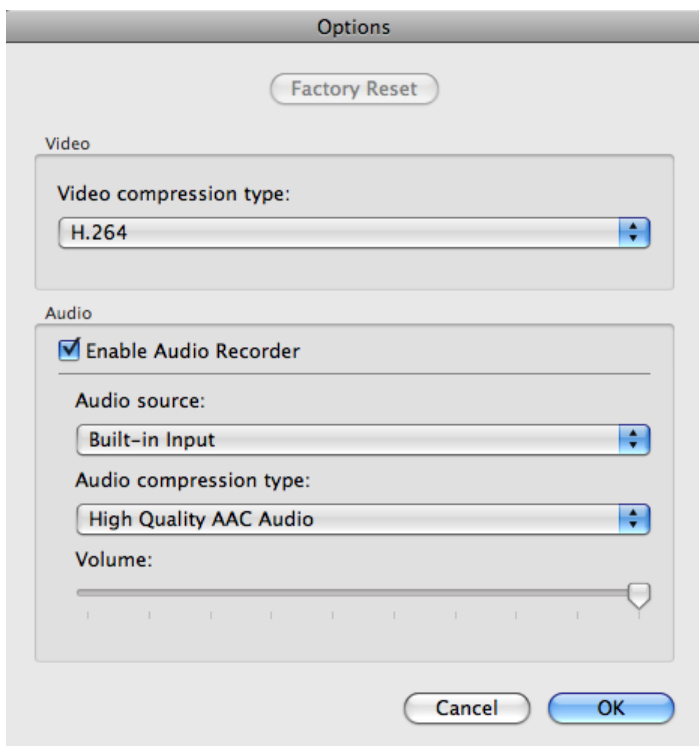 Options
Factory Reset
Video
Video compression type:
H.264
Audio
Enable Audio Recorder
Audio source:
Built-in Input
Audio compression type:
High Quality AAC Audio
Volume:
Cancel
OK